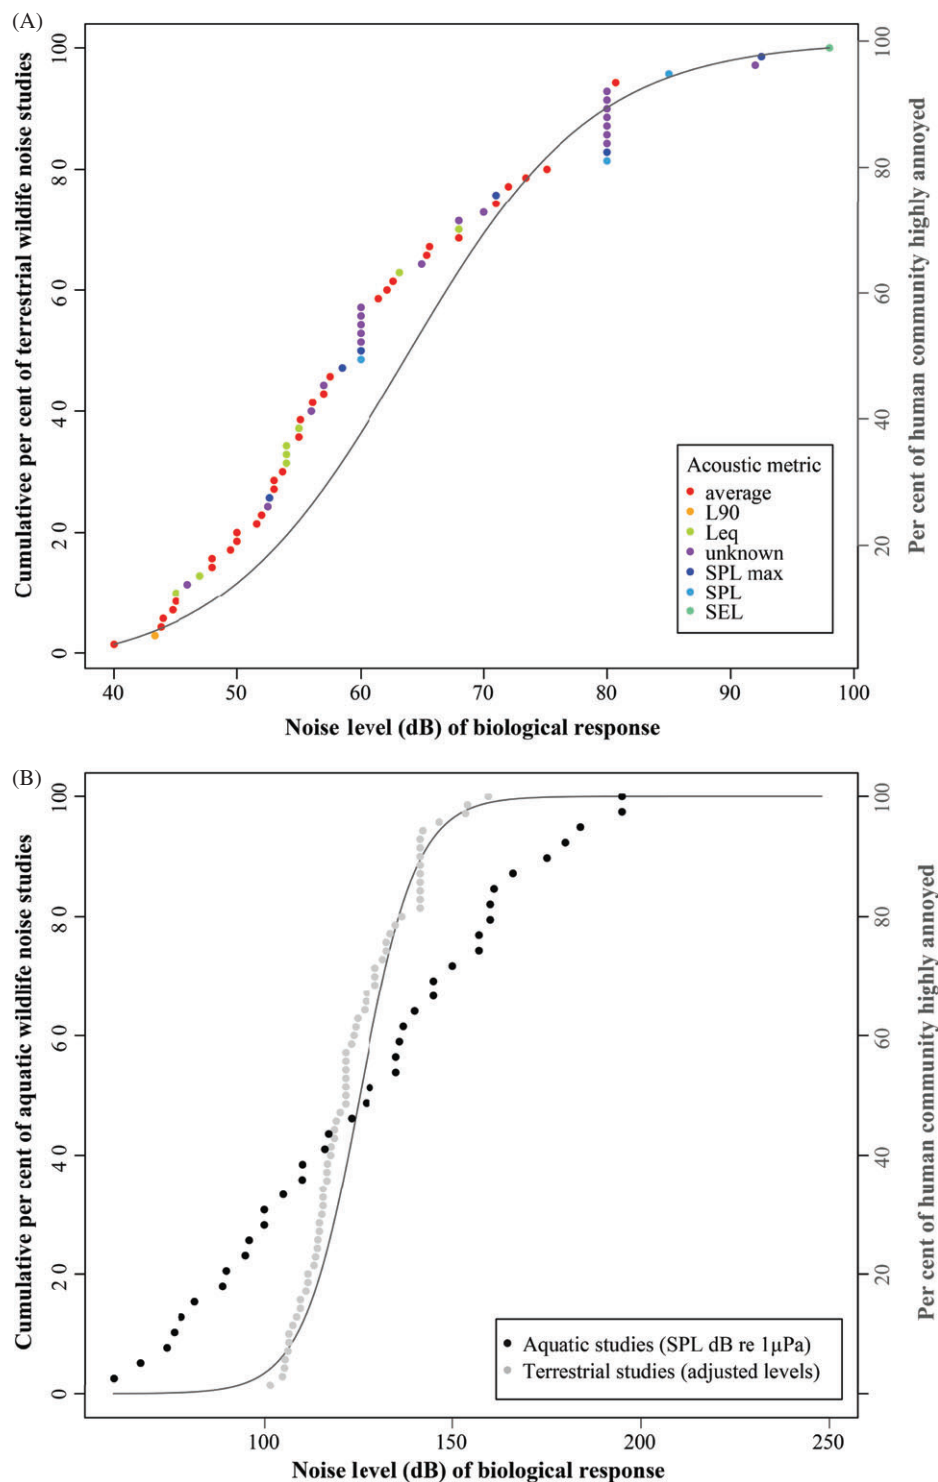 (A)
Cumulativee per cent of terrestrial wildlife noise studies
100
80
60
40
20
0
100
80
60
40
20
Per cent of human community highly annoyed
Acoustic metric
average
L90
Leq
unknown
SPL max
SPL
SEL
40 50 60 70 80 90 100
Noise level (dB) of biological response
(B)
Cumulative per cent of aquatic wildlife noise studies
100
80
60
40
20
0
100
80
60
40
20
Per cent of human community highly annoyed
Aquatic studies (SPL dB re 1µPa)
Terrestrial studies (adjusted levels)
100 150 200 250
Noise level (dB) of biological response